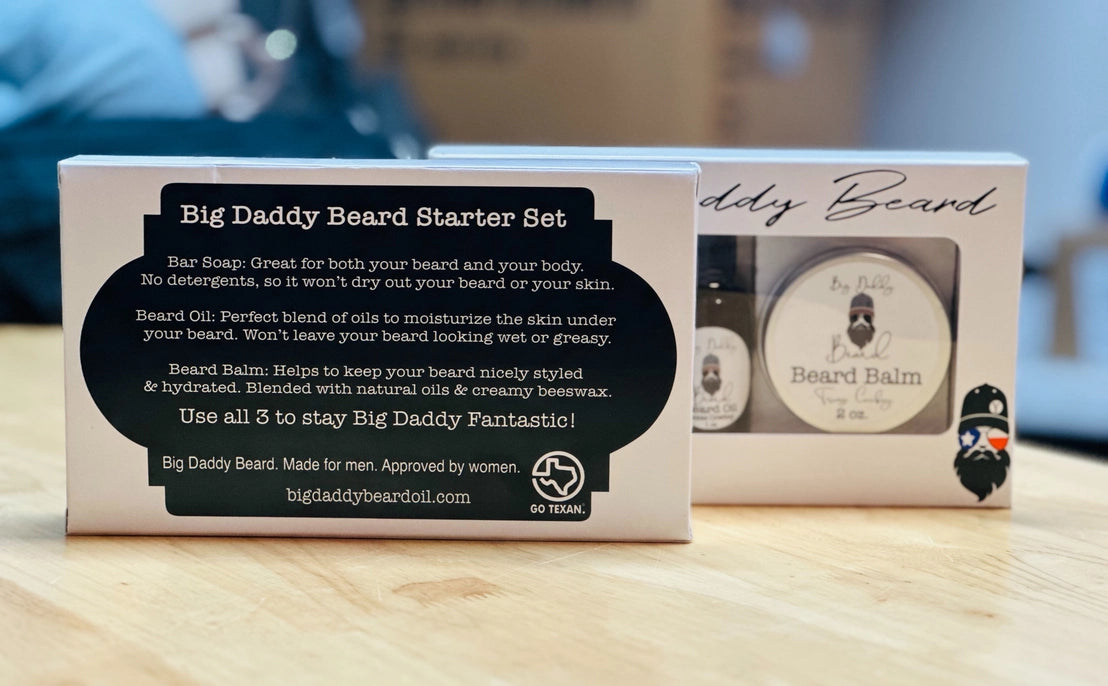 Big Daddy Beard Starter Set
Bar Soap: Great for both your beard and your body.
No detergents, so it won't dry out your beard or your skin.
Beard Oil: Perfect blend of oils to moisturize the skin under
your beard. Won't leave your beard looking wet or greasy.
Beard Balm: Helps to keep your beard nicely styled
& hydrated. Blended with natural oils & creamy beeswax.
Use all 3 to stay Big Daddy Fantastic!
Big Daddy Beard. Made for men. Approved by women.
bigdaddybeardoil.com
GO TEXAN.
ddy Beard
Big Daddy
Beard
Beard Balm
2 oz.
Daddy
eard Oil
1 oz